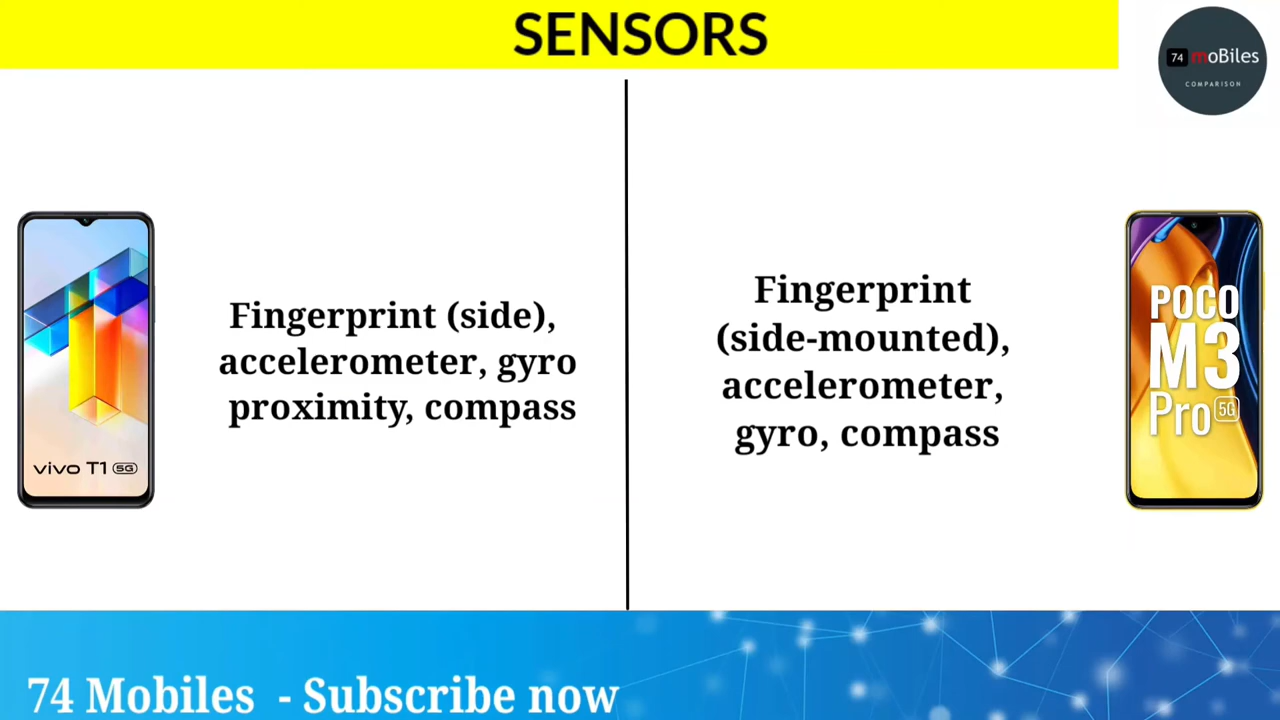 SENSORS
74 moBiles
COMPARISON
Fingerprint (side),
accelerometer, gyro
proximity, compass
vivo T1 5G
Fingerprint
(side-mounted),
accelerometer,
gyro, compass
POCO
M3
Pro 5G
74 Mobiles - Subscribe now